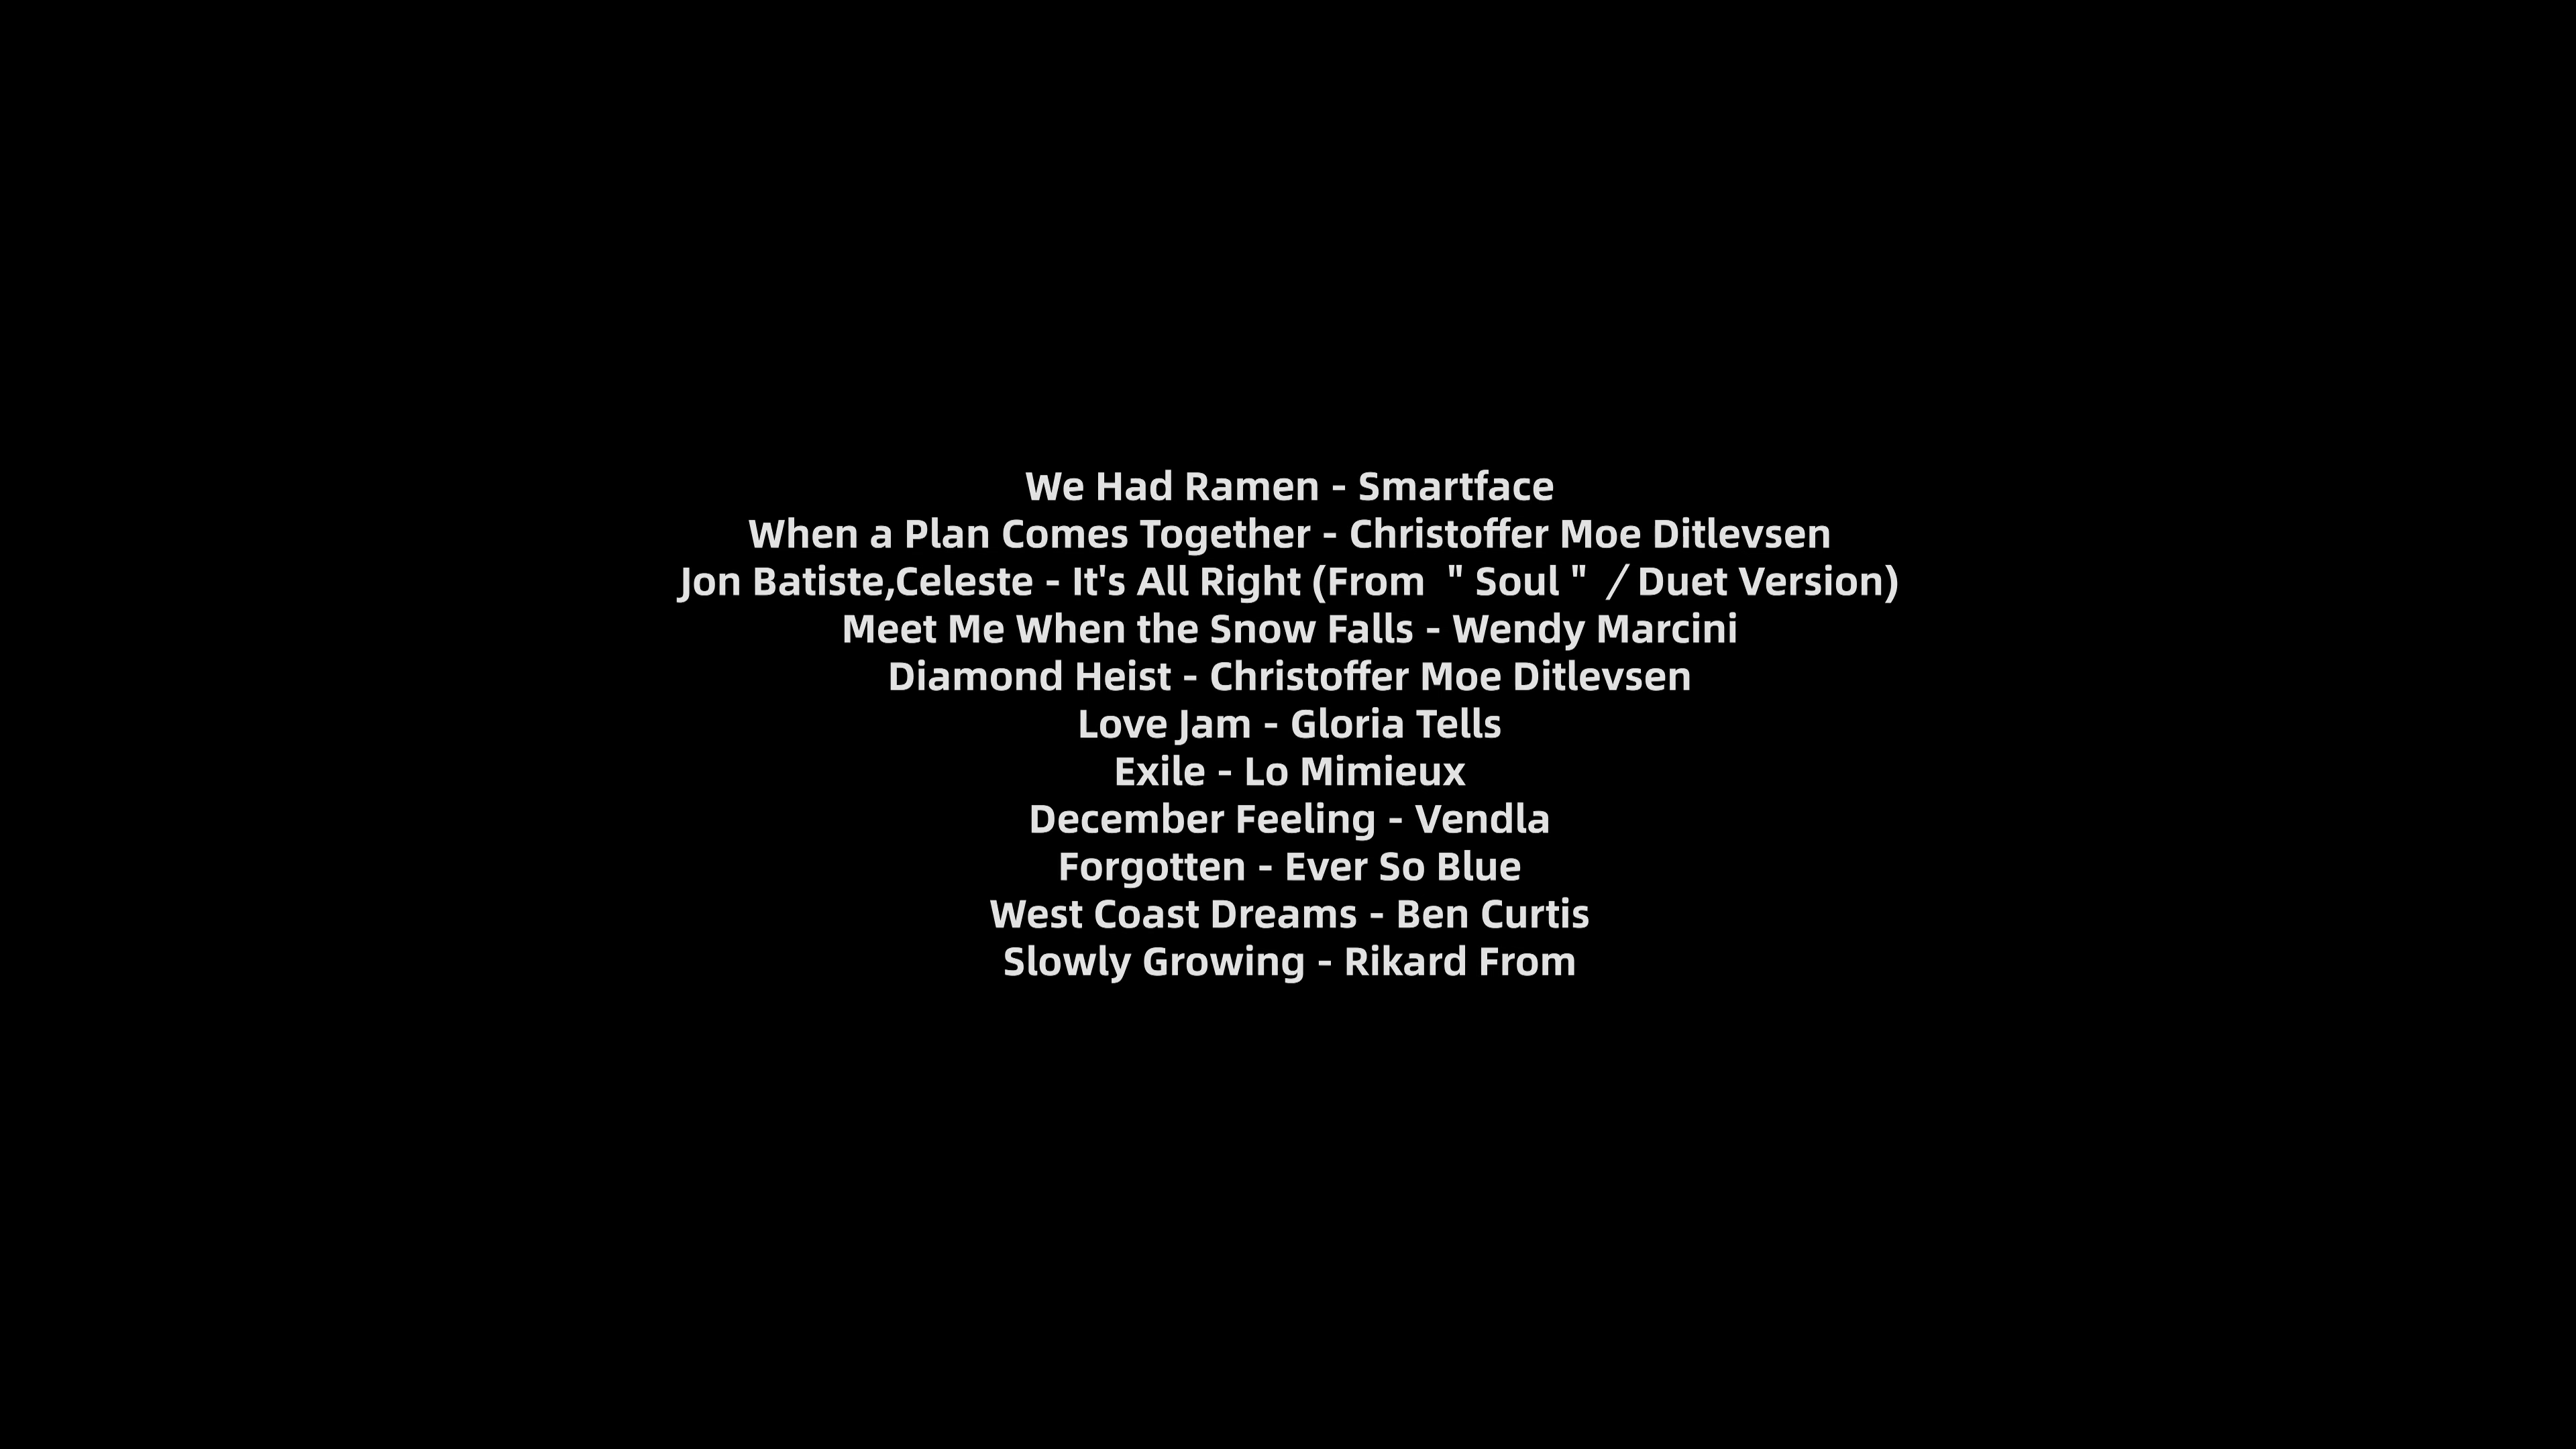 We Had Ramen - Smartface
When a Plan Comes Together - Christoffer Moe Ditlevsen
Jon Batiste,Celeste - It's All Right (From " Soul " / Duet Version)
Meet Me When the Snow Falls - Wendy Marcini
Diamond Heist - Christoffer Moe Ditlevsen
Love Jam - Gloria Tells
Exile - Lo Mimieux
December Feeling - Vendla
Forgotten - Ever So Blue
West Coast Dreams - Ben Curtis
Slowly Growing - Rikard From